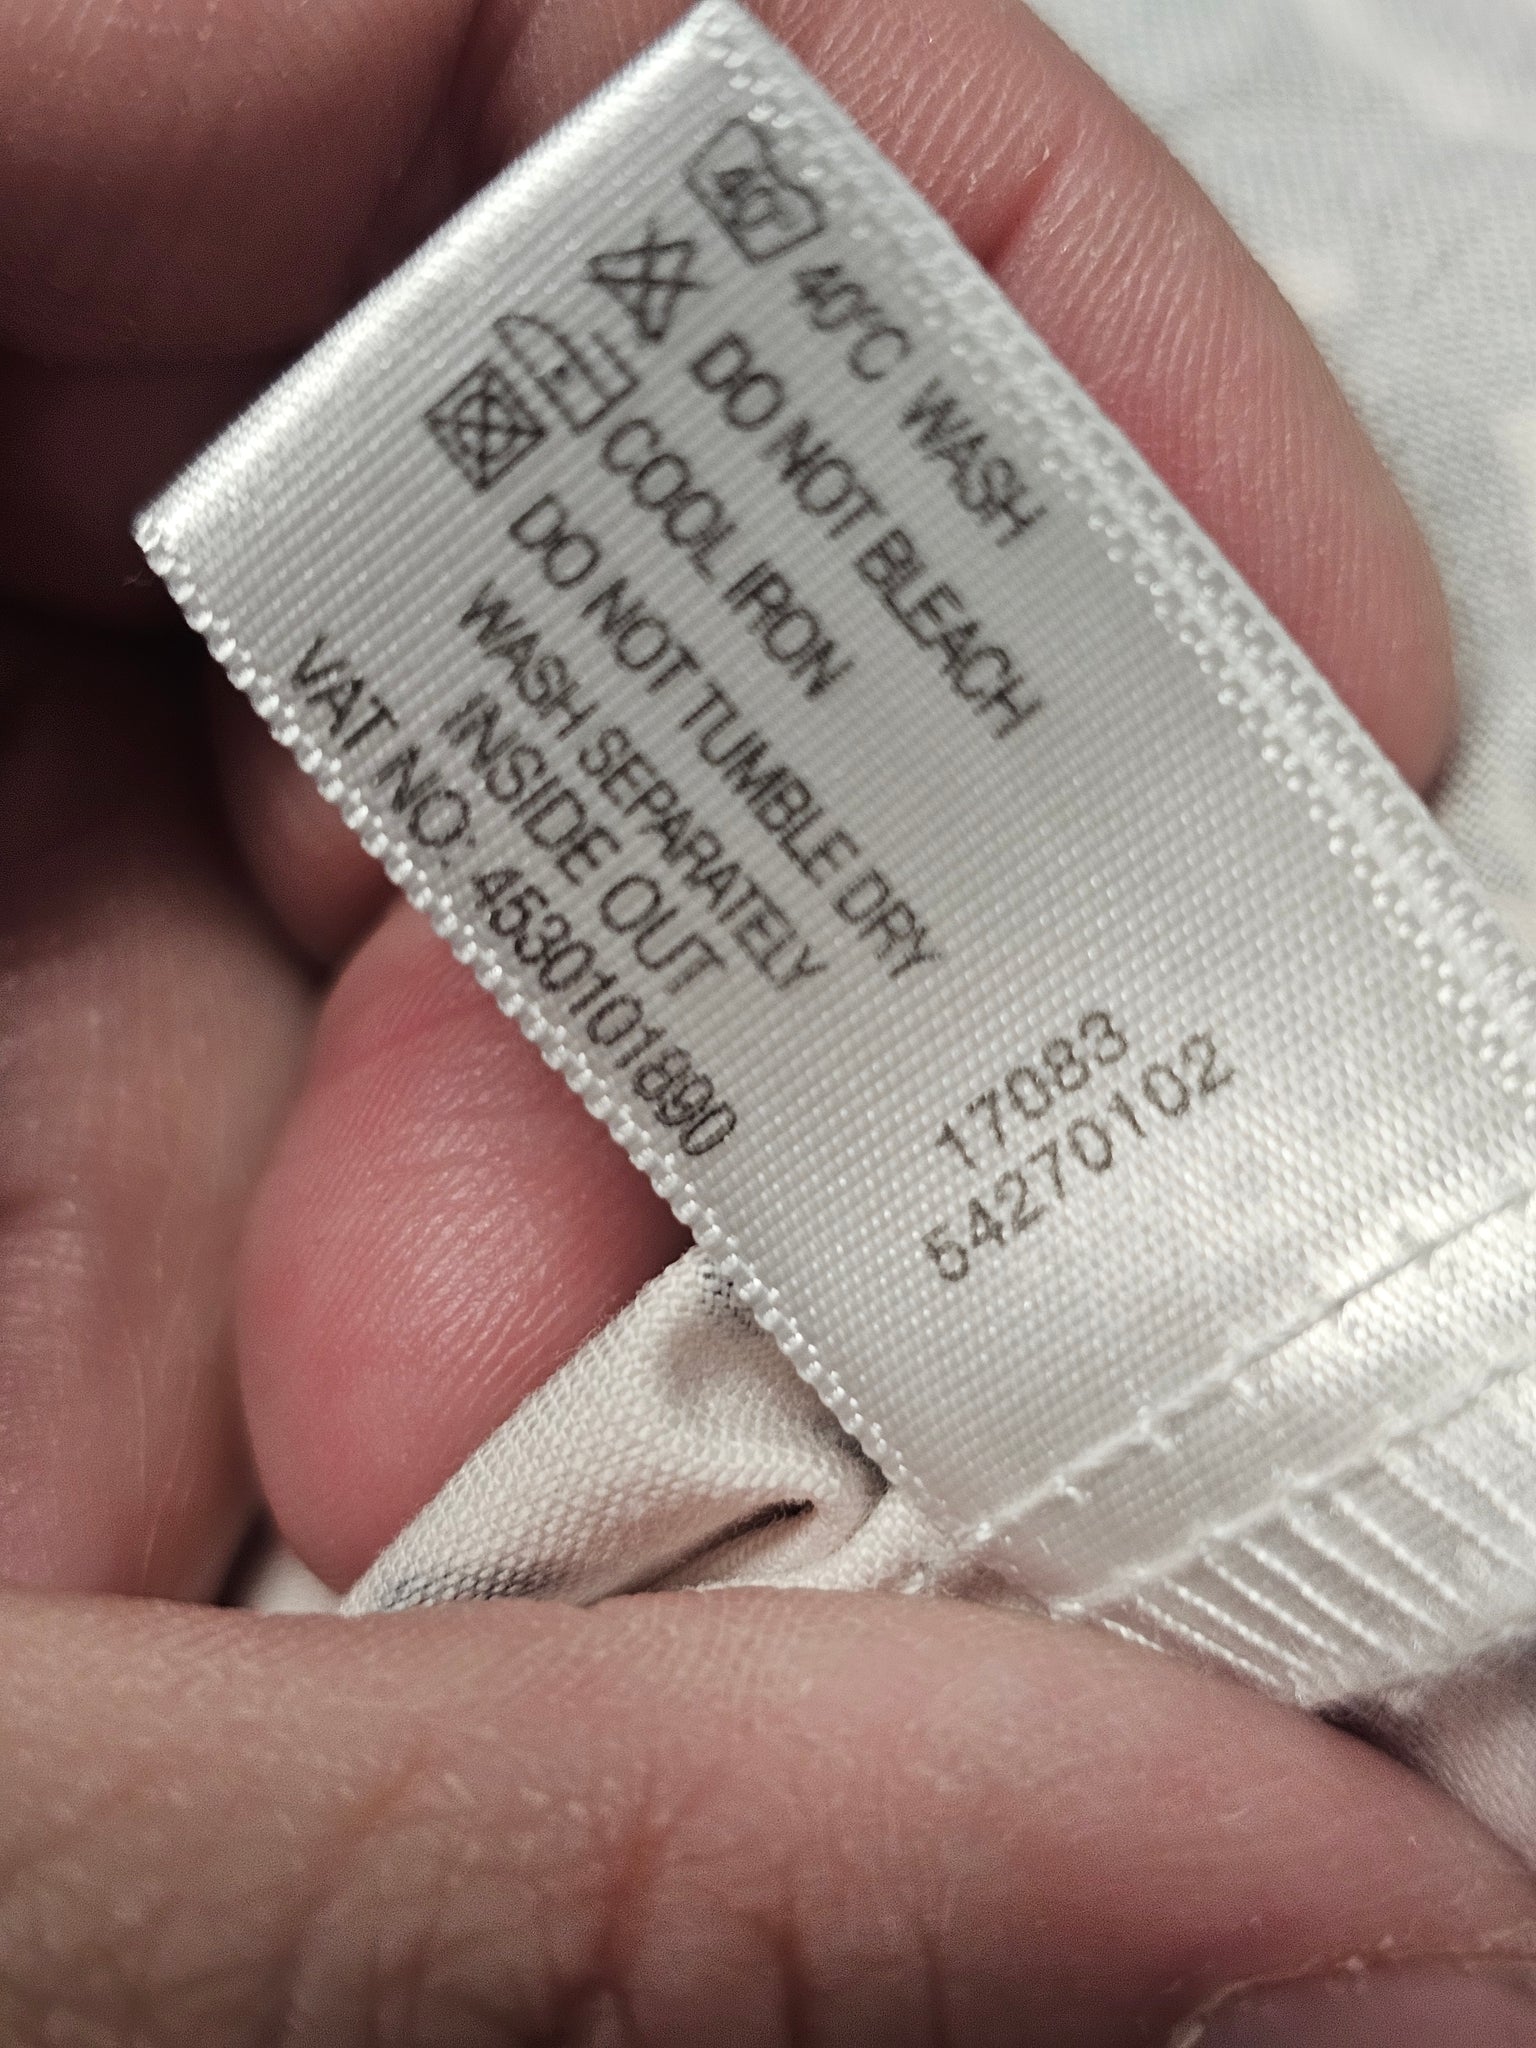 40°
40°C WASH
DO NOT BLEACH
COOL IRON
DO NOT TUMBLE DRY
WASH SEPARATELY
INSIDE OUT
VAT NO: 4530101890
17083
54270102